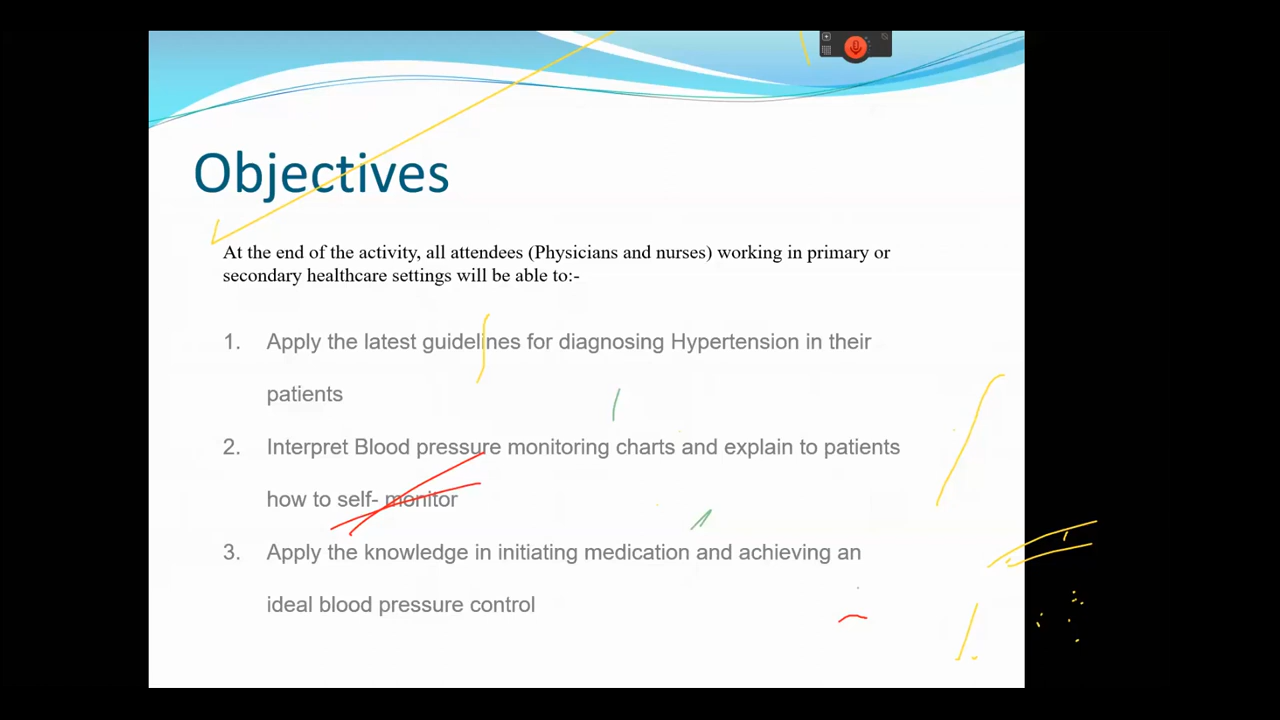 Objectives
At the end of the activity, all attendees (Physicians and nurses) working in primary or
secondary healthcare settings will be able to:-
1. Apply the latest guidelines for diagnosing Hypertension in their
patients
2. Interpret Blood pressure monitoring charts and explain to patients
how to self- monitor
3. Apply the knowledge in initiating medication and achieving an
ideal blood pressure control